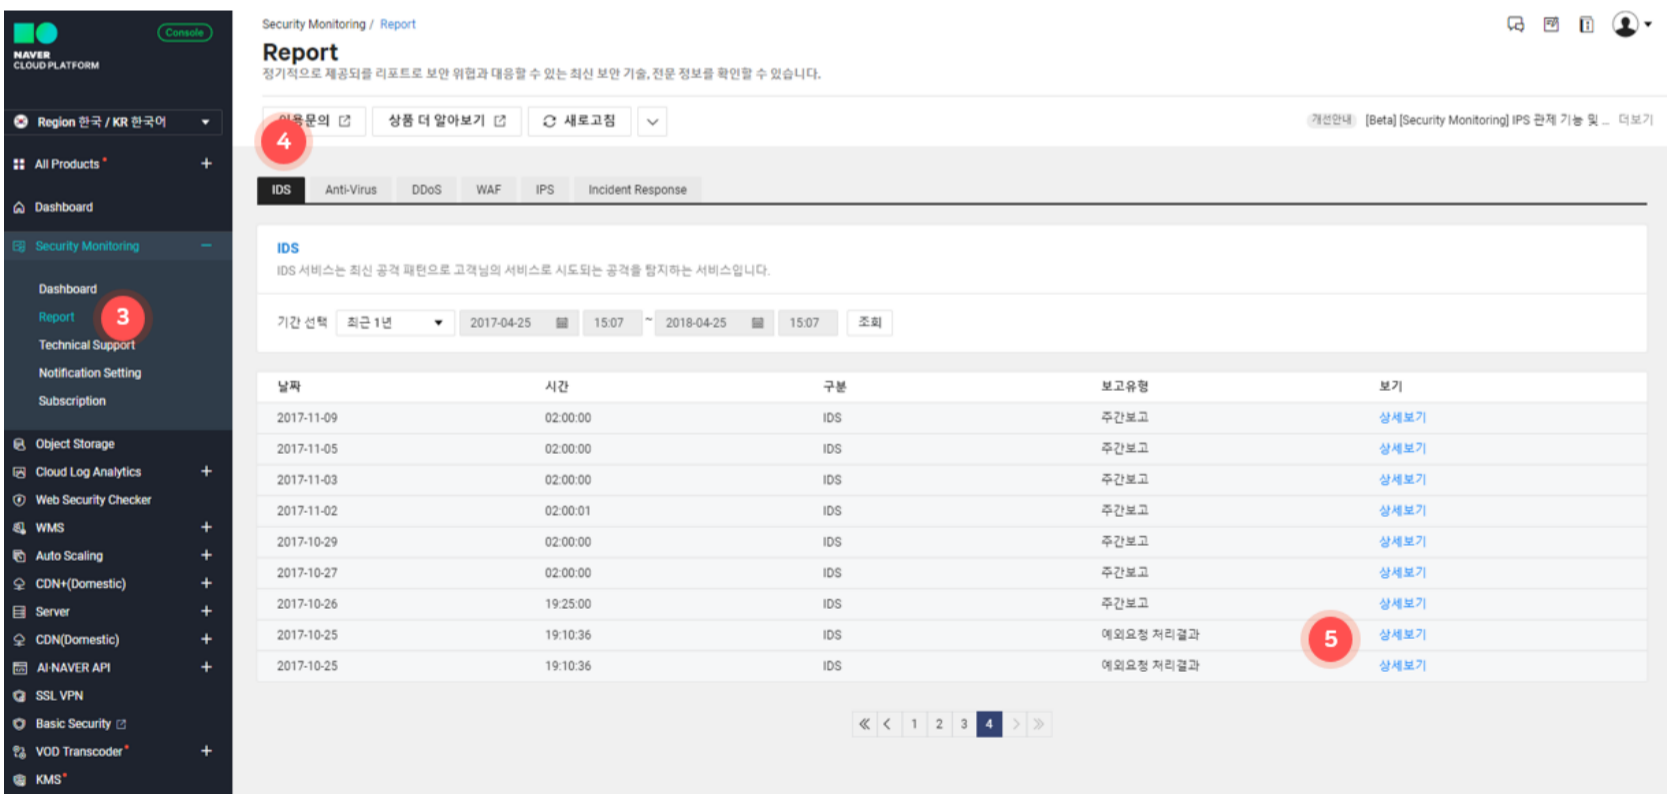 NAVER
CLOUD PLATFORM
Console
Region 한국 / KR 한국어
All Products
Dashboard
Security Monitoring
Dashboard
Report
3
Technical Support
Notification Setting
Subscription
Object Storage
Cloud Log Analytics
Web Security Checker
WMS
Auto Scaling
CDN+(Domestic)
Server
CDN(Domestic)
AI·NAVER API
SSL VPN
Basic Security
VOD Transcoder
KMS
Security Monitoring / Report
Report
정기적으로 제공되를 리포트로 보안 위협과 대응할 수 있는 최신 보안 기술, 전문 정보를 확인할 수 있습니다.
이용문의 상품 더 알아보기 새로고침
개선안내 [Beta] [Security Monitoring] IPS 관제 기능 및 ... 더보기
4
IDS Anti-Virus DDoS WAF IPS Incident Response
IDS
IDS 서비스는 최신 공격 패턴으로 고객님의 서비스로 시도되는 공격을 탐지하는 서비스입니다.
기간 선택 최근 1년 2017-04-25 15:07 ~ 2018-04-25 15:07 조회
날짜 시간 구분 보고유형 보기
2017-11-09 02:00:00 IDS 주간보고 상세보기
2017-11-05 02:00:00 IDS 주간보고 상세보기
2017-11-03 02:00:00 IDS 주간보고 상세보기
2017-11-02 02:00:01 IDS 주간보고 상세보기
2017-10-29 02:00:00 IDS 주간보고 상세보기
2017-10-27 02:00:00 IDS 주간보고 상세보기
2017-10-26 19:25:00 IDS 주간보고 상세보기
2017-10-25 19:10:36 IDS 예외요청 처리결과 5 상세보기
2017-10-25 19:10:36 IDS 예외요청 처리결과 상세보기
« < 1 2 3 4 > »